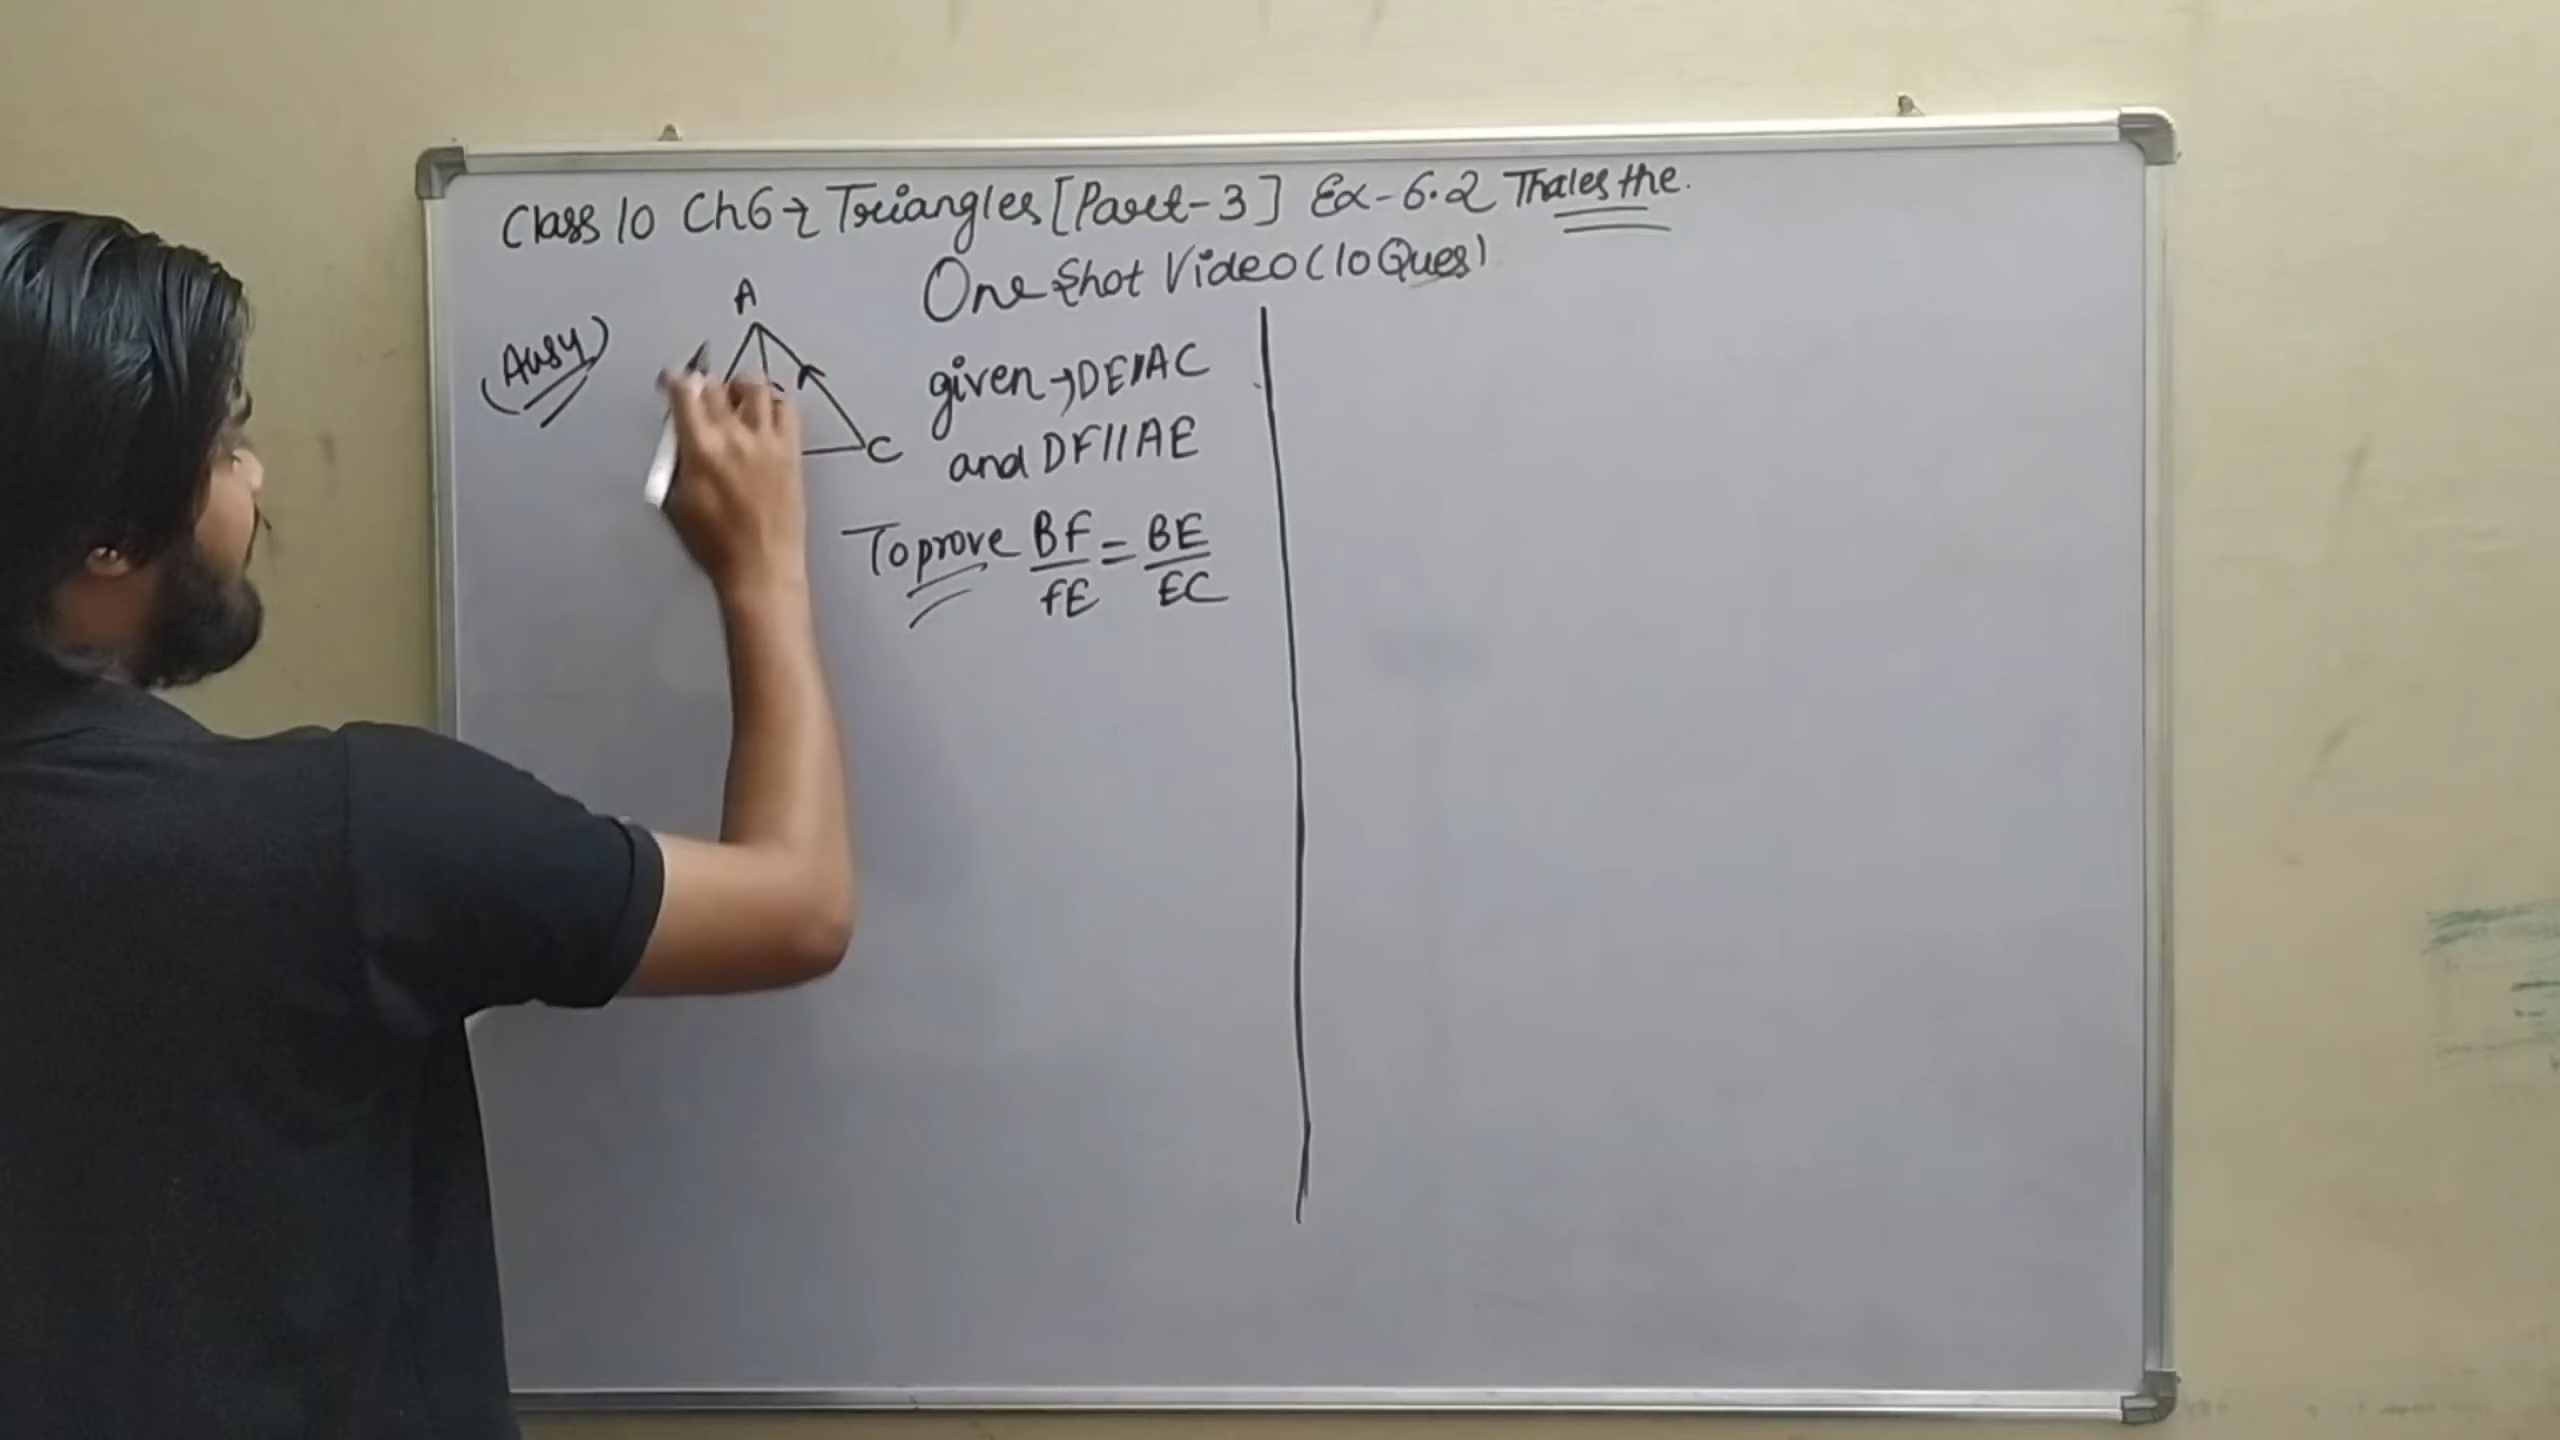 Class 10 Ch6 → Triangles [Part-3] Ex-6.2 Thales the.
One Shot Video (10 Ques)
A
(Aus4)
C
given → DE||AC
and DF||AE
To prove BF/FE = BE/EC